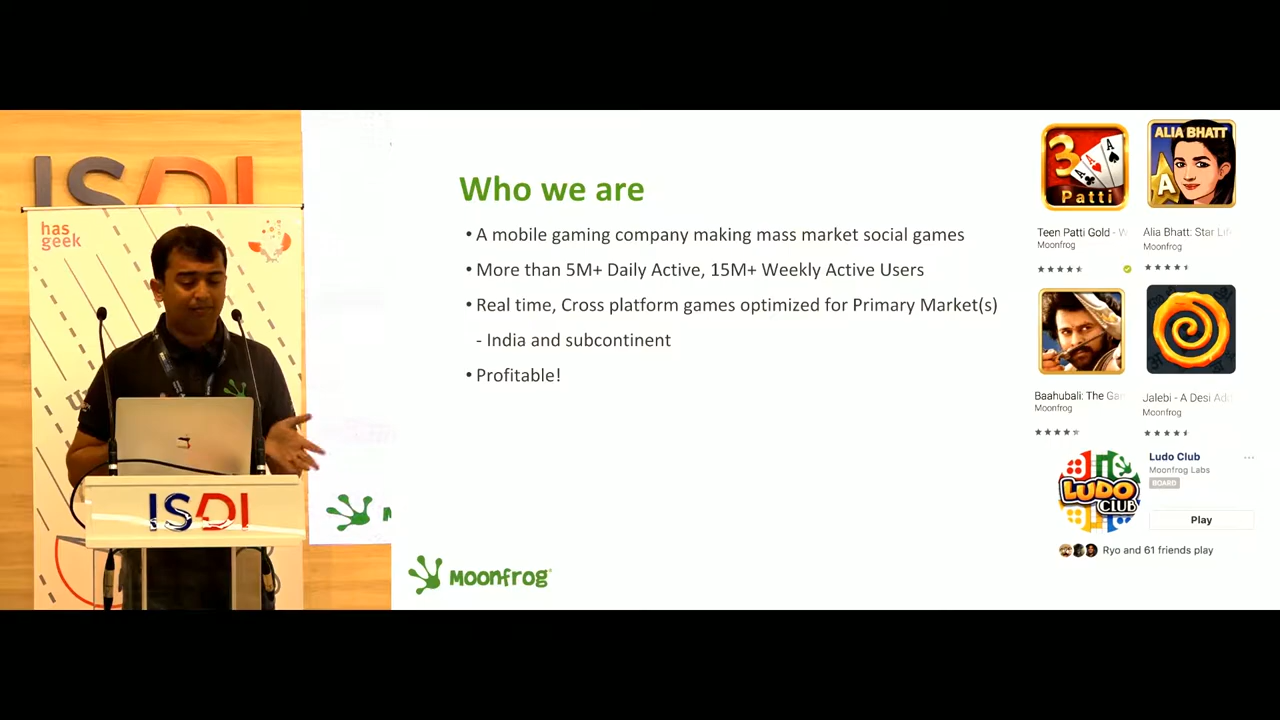 ISDI
has
geek
ISDI
Who we are
• A mobile gaming company making mass market social games
• More than 5M+ Daily Active, 15M+ Weekly Active Users
• Real time, Cross platform games optimized for Primary Market(s)
- India and subcontinent
• Profitable!
Moonfrog
3
Patti
Teen Patti Gold -
Moonfrog
ALIA BHATT
A
Alia Bhatt: Star Lif
Moonfrog
Baahubali: The Ga
Moonfrog
Jalebi - A Desi Ad
Moonfrog
LUDO
CLUB
Ludo Club
Moonfrog Labs
BOARD
Play
Ryo and 61 friends play